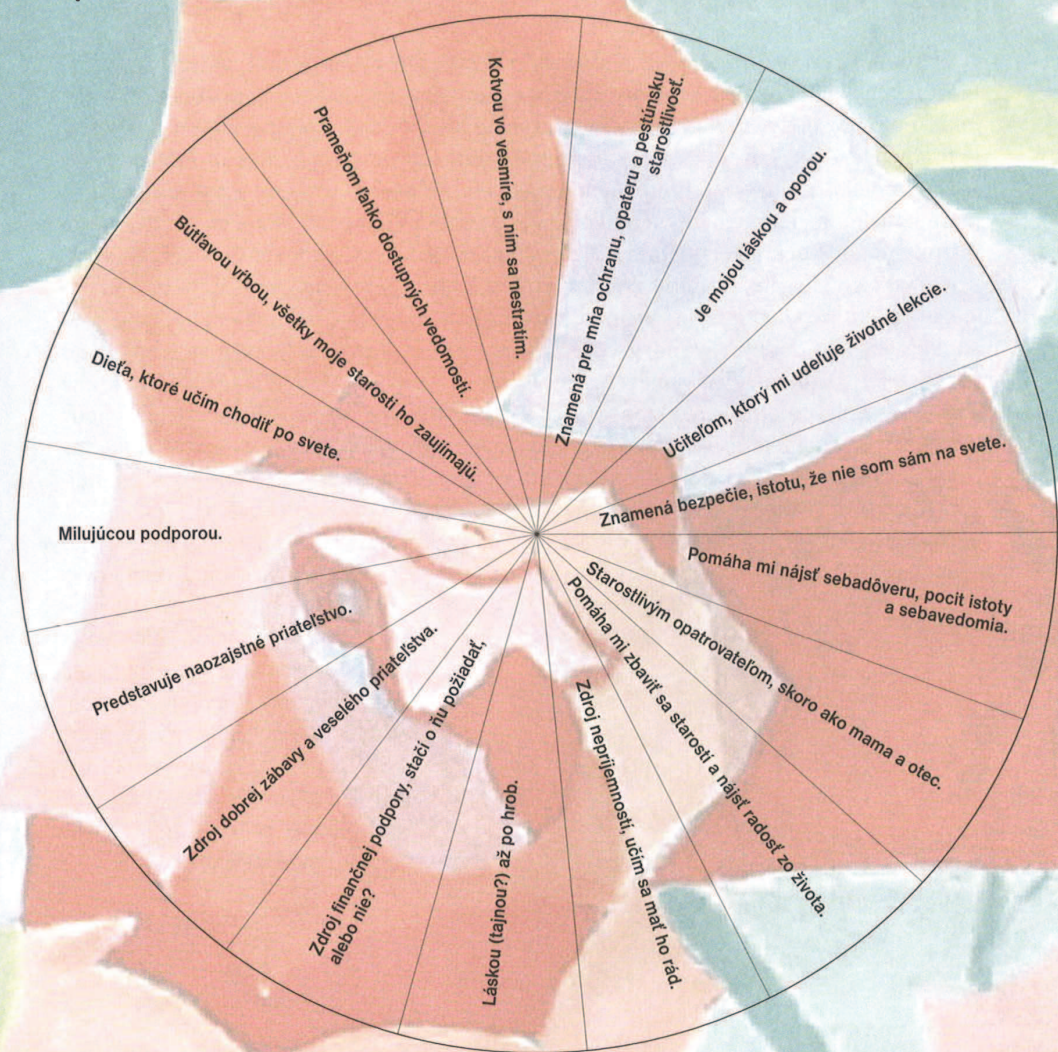 Kotvou vo vesmíre, s ním sa nestratím.
Znamená pre mňa ochranu, opateru a pestúnsku
starostlivosť.
Je mojou láskou a oporou.
Učiteľom, ktorý mi udeľuje životné lekcie.
Znamená bezpečie, istotu, že nie som sám na svete.
Pomáha mi nájsť sebadôveru, pocit istoty
a sebavedomia.
Starostlivým opatrovateľom, skoro ako mama a otec.
Pomáha mi zbaviť sa starostí a nájsť radosť zo života.
Zdroj nepríjemností, učím sa mať ho rád.
Láskou (tajnou?) až po hrob.
Zdroj finančnej podpory, stačí o ňu požiadať,
alebo nie?
Zdroj dobrej zábavy a veselého priateľstva.
Predstavuje naozajstné priateľstvo.
Milujúcou podporou.
Dieťa, ktoré učím chodiť po svete.
Bútľavou vŕbou, všetky moje starosti ho zaujímajú.
Prameňom ľahko dostupných vedomostí.